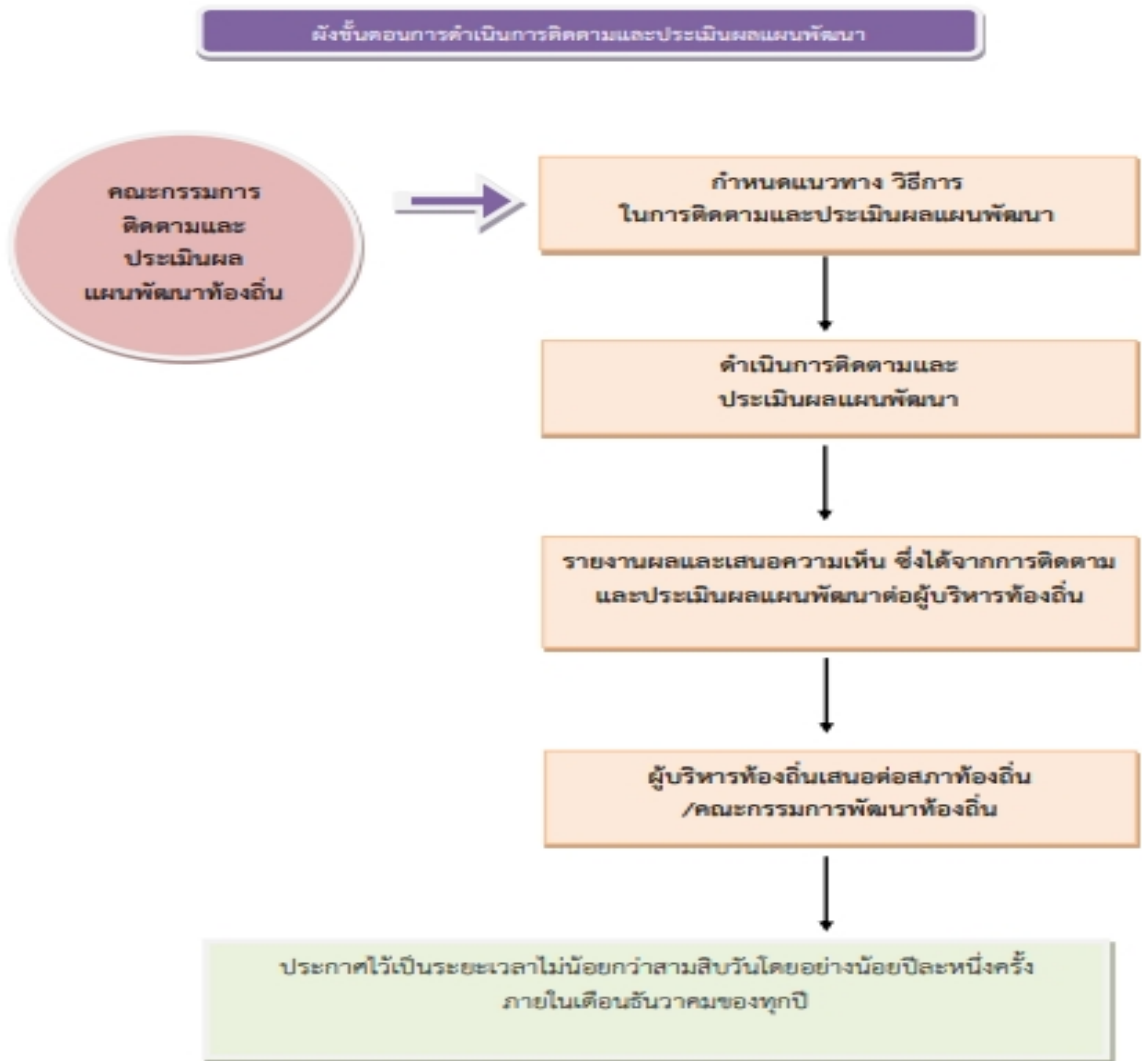 ผังขั้นตอนการดำเนินการติดตามและประเมินผลแผนพัฒนา
คณะกรรมการ
ติดตามและ
ประเมินผล
แผนพัฒนาท้องถิ่น
กำหนดแนวทาง วิธีการ
ในการติดตามและประเมินผลแผนพัฒนา
ดำเนินการติดตามและ
ประเมินผลแผนพัฒนา
รายงานผลและเสนอความเห็น ซึ่งได้จากการติดตาม
และประเมินผลแผนพัฒนาต่อผู้บริหารท้องถิ่น
ผู้บริหารท้องถิ่นเสนอต่อสภาท้องถิ่น
/คณะกรรมการพัฒนาท้องถิ่น
ประกาศไว้เป็นระยะเวลาไม่น้อยกว่าสามสิบวันโดยอย่างน้อยปีละหนึ่งครั้ง
ภายในเดือนธันวาคมของทุกปี